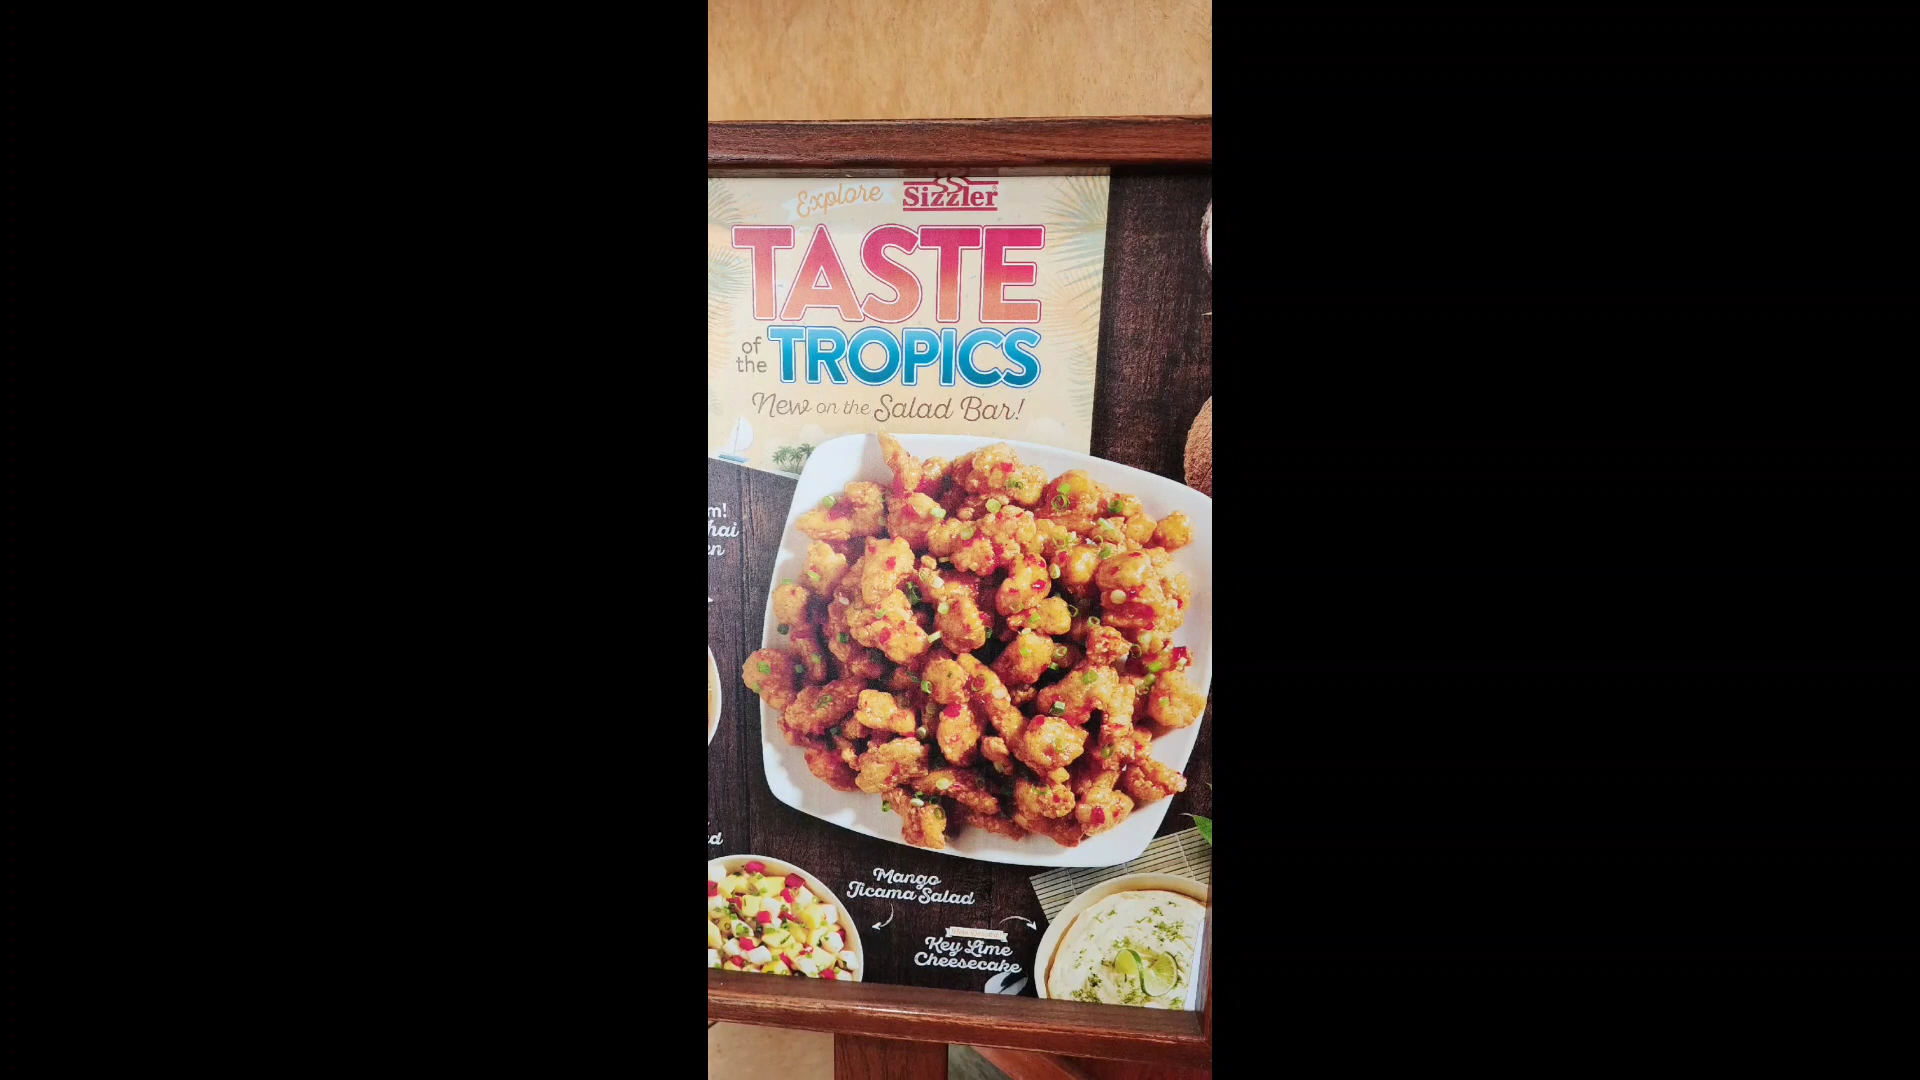 Explore
Sizzler
TASTE
of the TROPICS
New on the Salad Bar!
Mango
Jicama Salad
Key Lime
Cheesecake